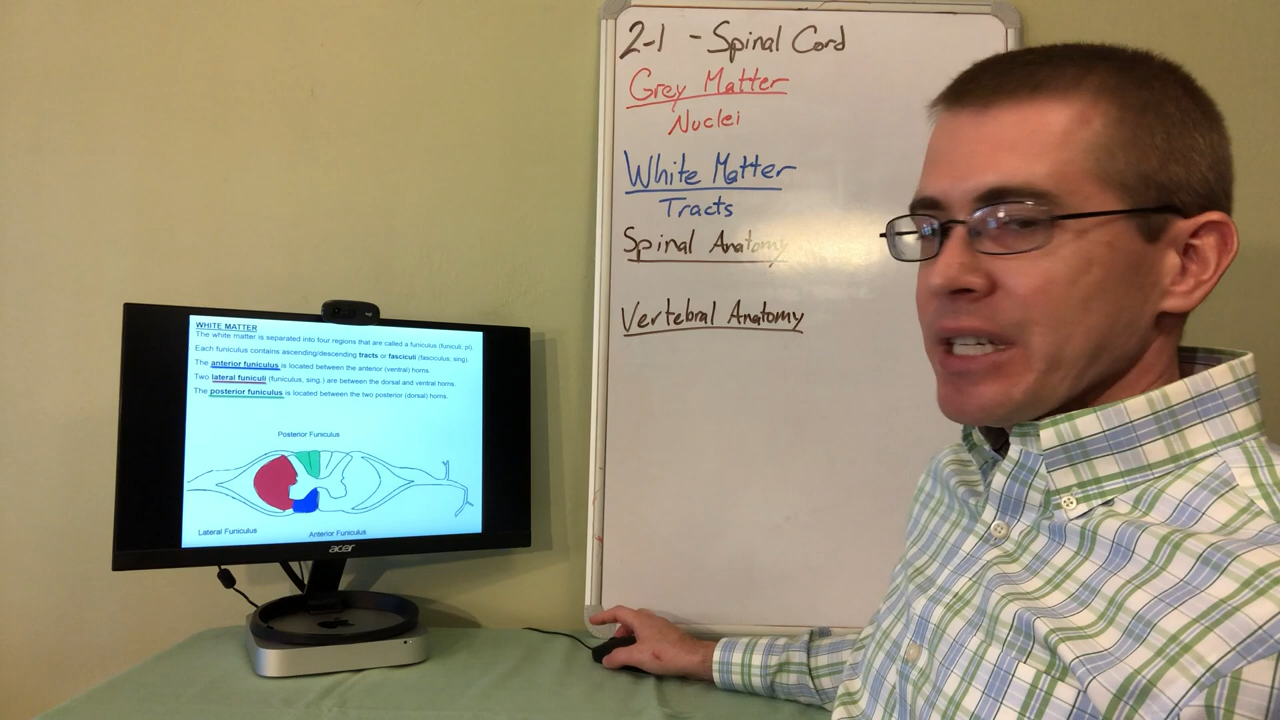 2-1 - Spinal Cord
Grey Matter
Nuclei
White Matter
Tracts
Spinal Anatomy
Vertebral Anatomy
WHITE MATTER
The white matter is separated into four regions that are called a funiculus (funiculi, pl).
Each funiculus contains ascending/descending tracts or fasciculi (fasciculus, sing).
The anterior funiculus is located between the anterior (ventral) horns.
Two lateral funiculi (funiculus, sing.) are between the dorsal and ventral horns.
The posterior funiculus is located between the two posterior (dorsal) horns.
Posterior Funiculus
Lateral Funiculus
Anterior Funiculus
acer